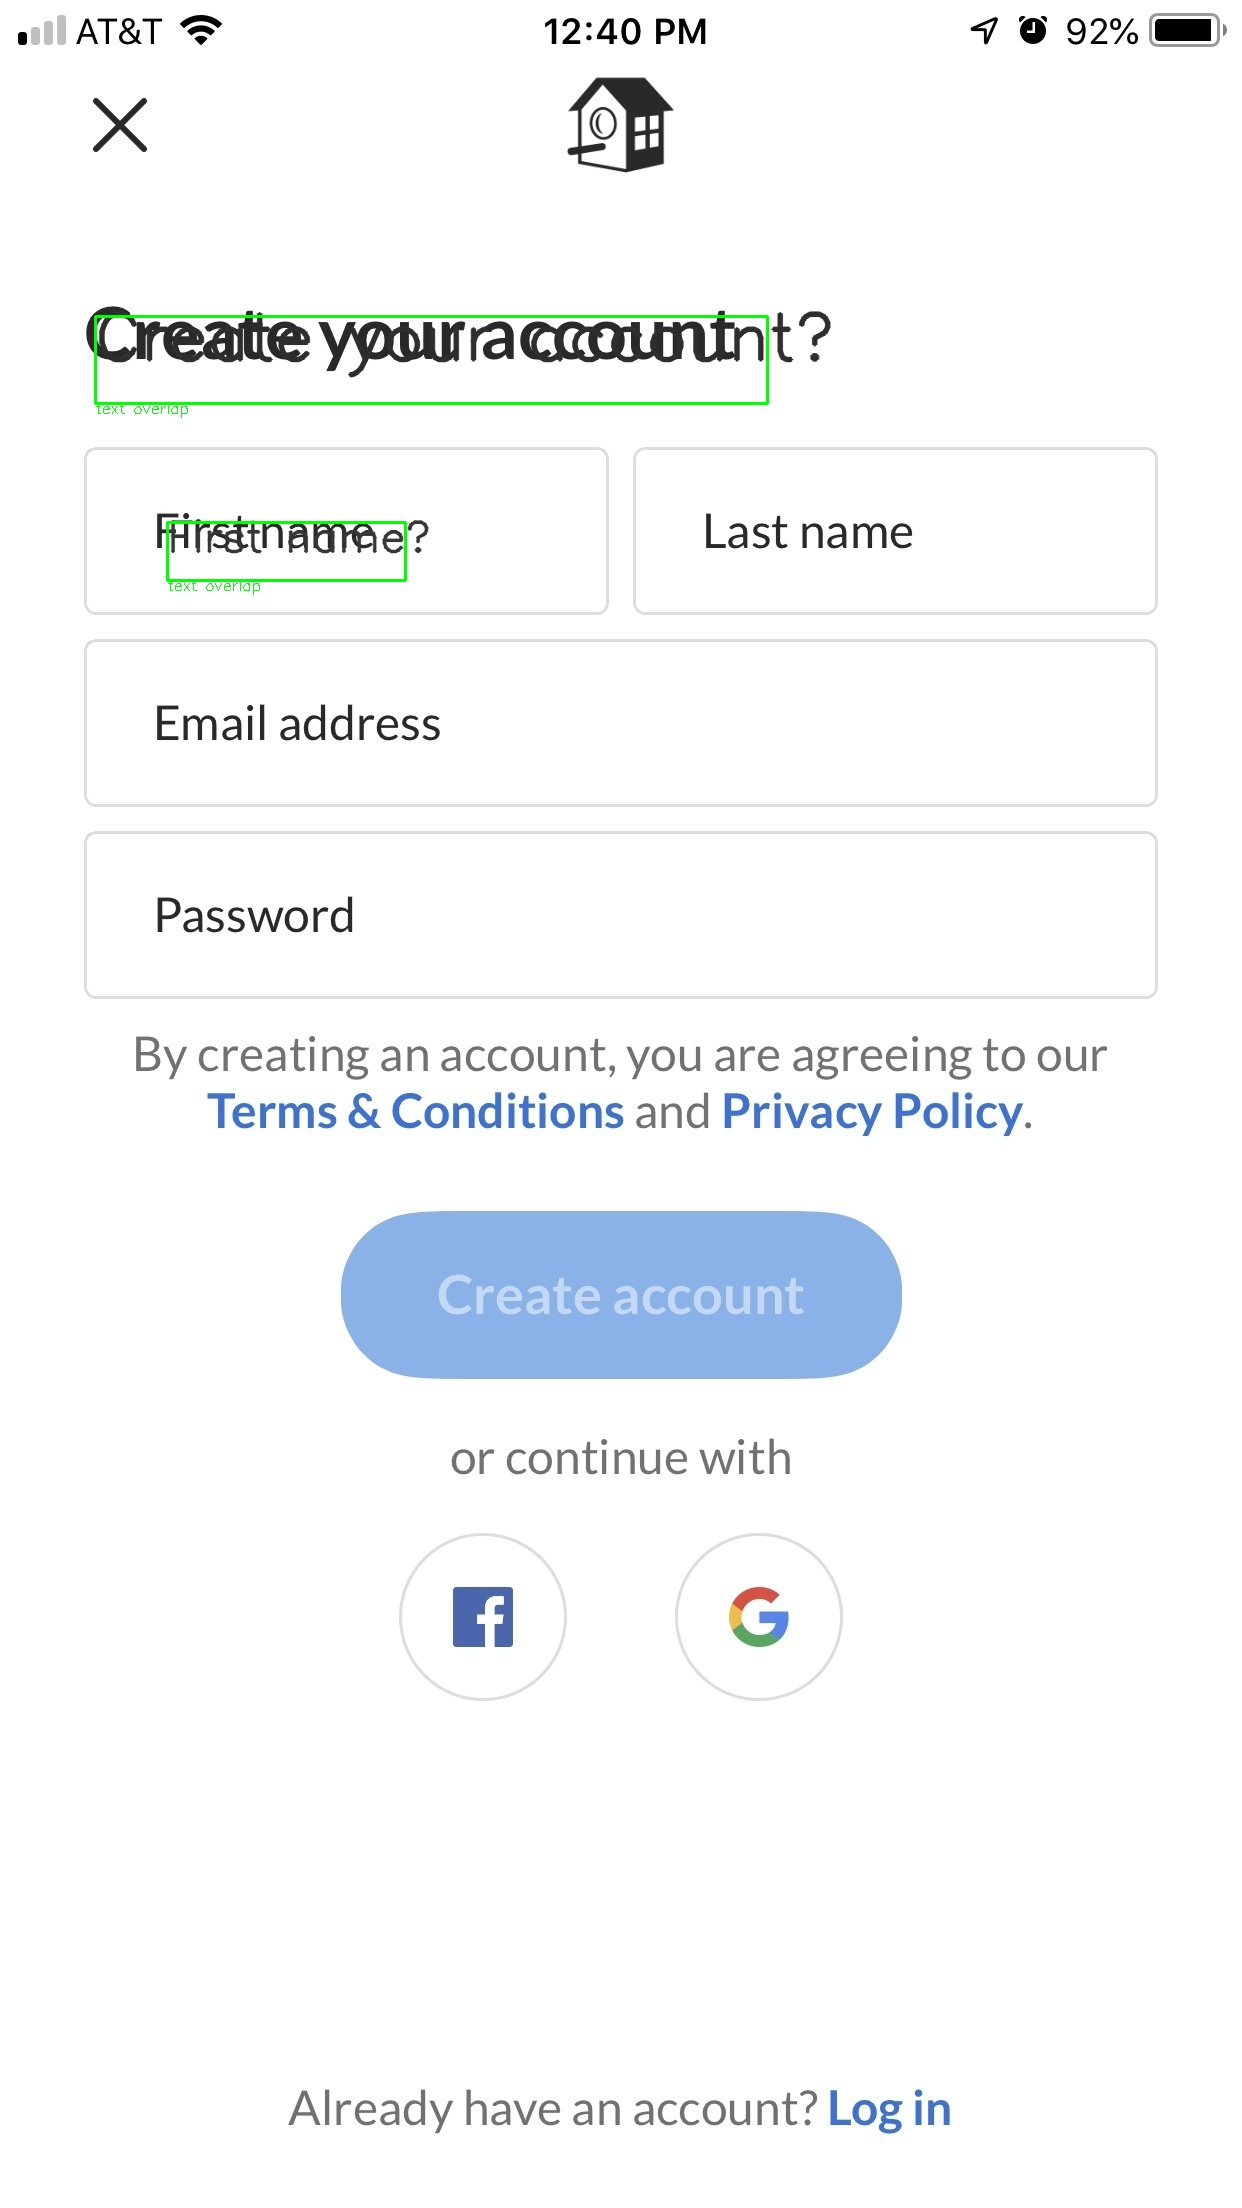 AT&T 12:40 PM 92%
Create your account
Create your account?
text overlap
First name
First name?
Last name
text overlap
Email address
Password
By creating an account, you are agreeing to our
Terms & Conditions and Privacy Policy.
Create account
or continue with
Already have an account? Log in